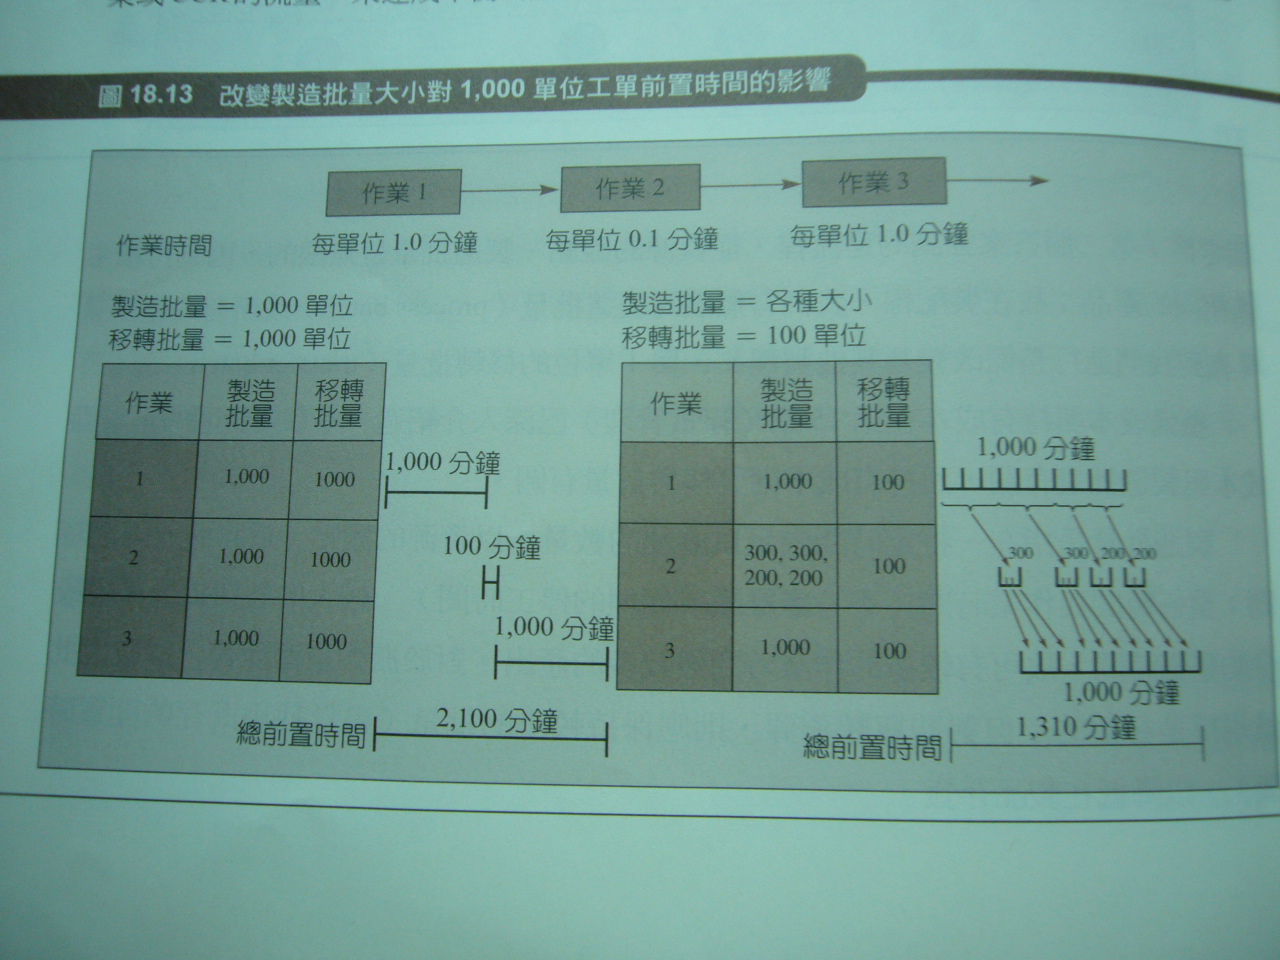 圖 18.13 改變製造批量大小對 1,000 單位工單前置時間的影響
作業 1
作業 2
作業 3
作業時間
每單位 1.0 分鐘
每單位 0.1 分鐘
每單位 1.0 分鐘
製造批量 = 1,000 單位
移轉批量 = 1,000 單位
作業 製造批量 移轉批量
1 1,000 1000
1,000 分鐘
2 1,000 1000
100 分鐘
3 1,000 1000
1,000 分鐘
總前置時間 2,100 分鐘
製造批量 = 各種大小
移轉批量 = 100 單位
作業 製造批量 移轉批量
1,000 分鐘
1 1,000 100
300 300 200 200
2 300, 300, 200, 200 100
3 1,000 100
1,000 分鐘
總前置時間 1,310 分鐘